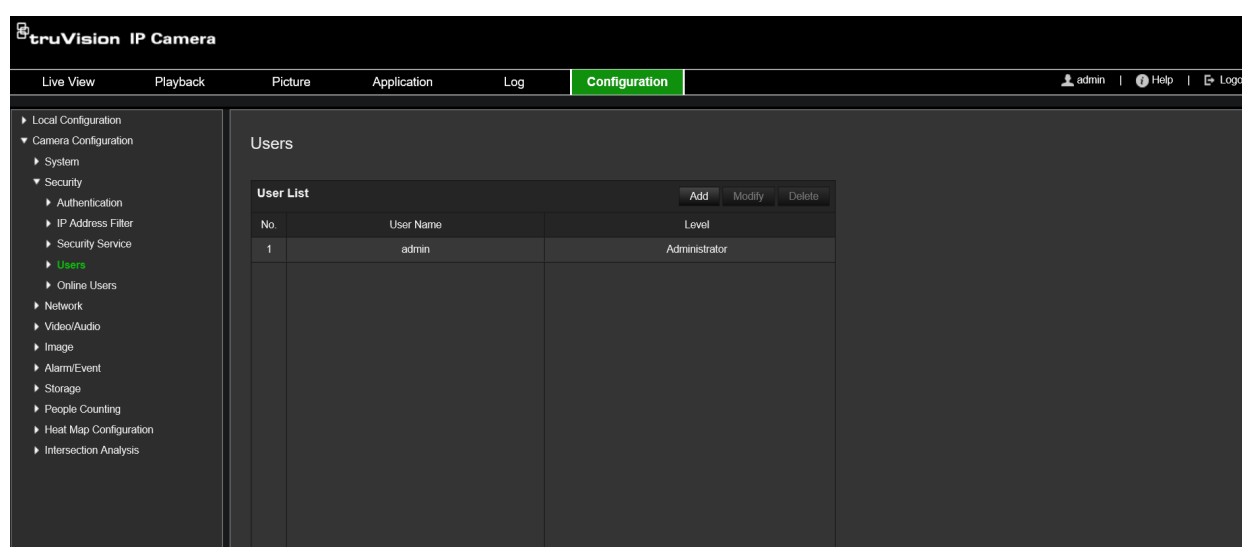 truVision IP Camera
Live View Playback Picture Application Log Configuration admin | Help | Logo
Local Configuration
Camera Configuration
System
Security
Authentication
IP Address Filter
Security Service
Users
Online Users
Network
Video/Audio
Image
Alarm/Event
Storage
People Counting
Heat Map Configuration
Intersection Analysis
Users
User List Add Modify Delete
No. User Name Level
1 admin Administrator